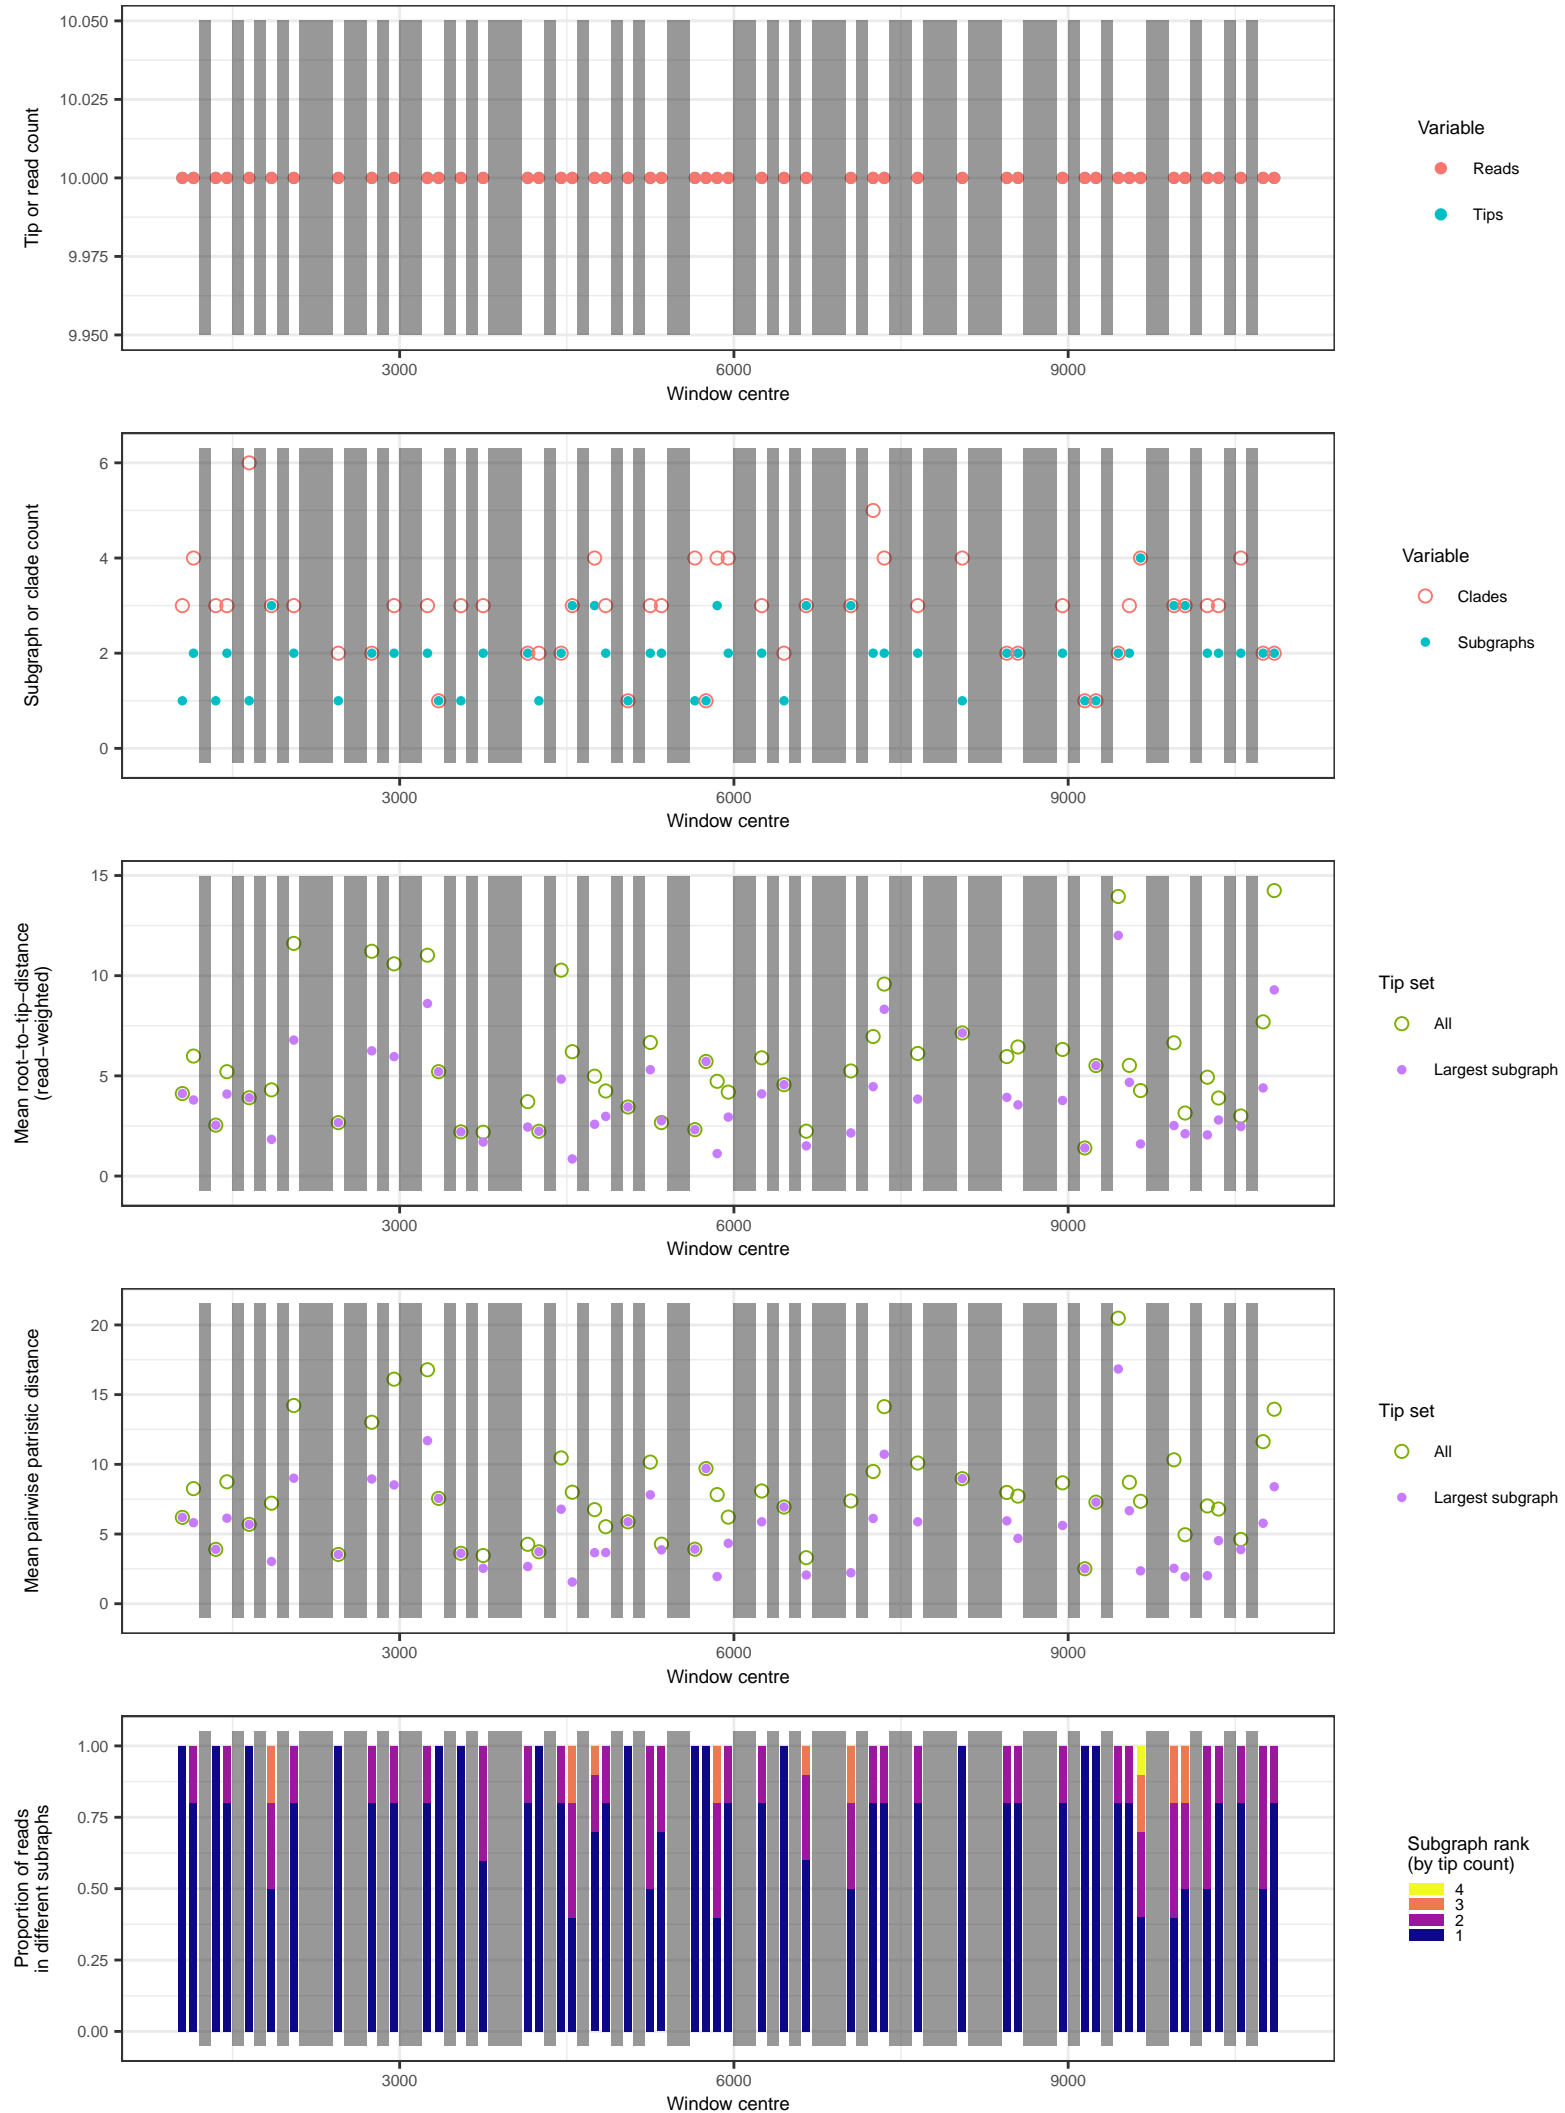 10.050
10.025
10.000
9.975
9.950
Tip or read count
3000
6000
9000
Window centre
Variable
Reads
Tips
6
4
2
0
Subgraph or clade count
3000
6000
9000
Window centre
Variable
Clades
Subgraphs
15
10
5
0
Mean root−to−tip−distance
(read−weighted)
3000
6000
9000
Window centre
Tip set
All
Largest subgraph
20
15
10
5
0
Mean pairwise patristic distance
3000
6000
9000
Window centre
Tip set
All
Largest subgraph
1.00
0.75
0.50
0.25
0.00
Proportion of reads
in different subraphs
3000
6000
9000
Window centre
Subgraph rank
(by tip count)
4
3
2
1